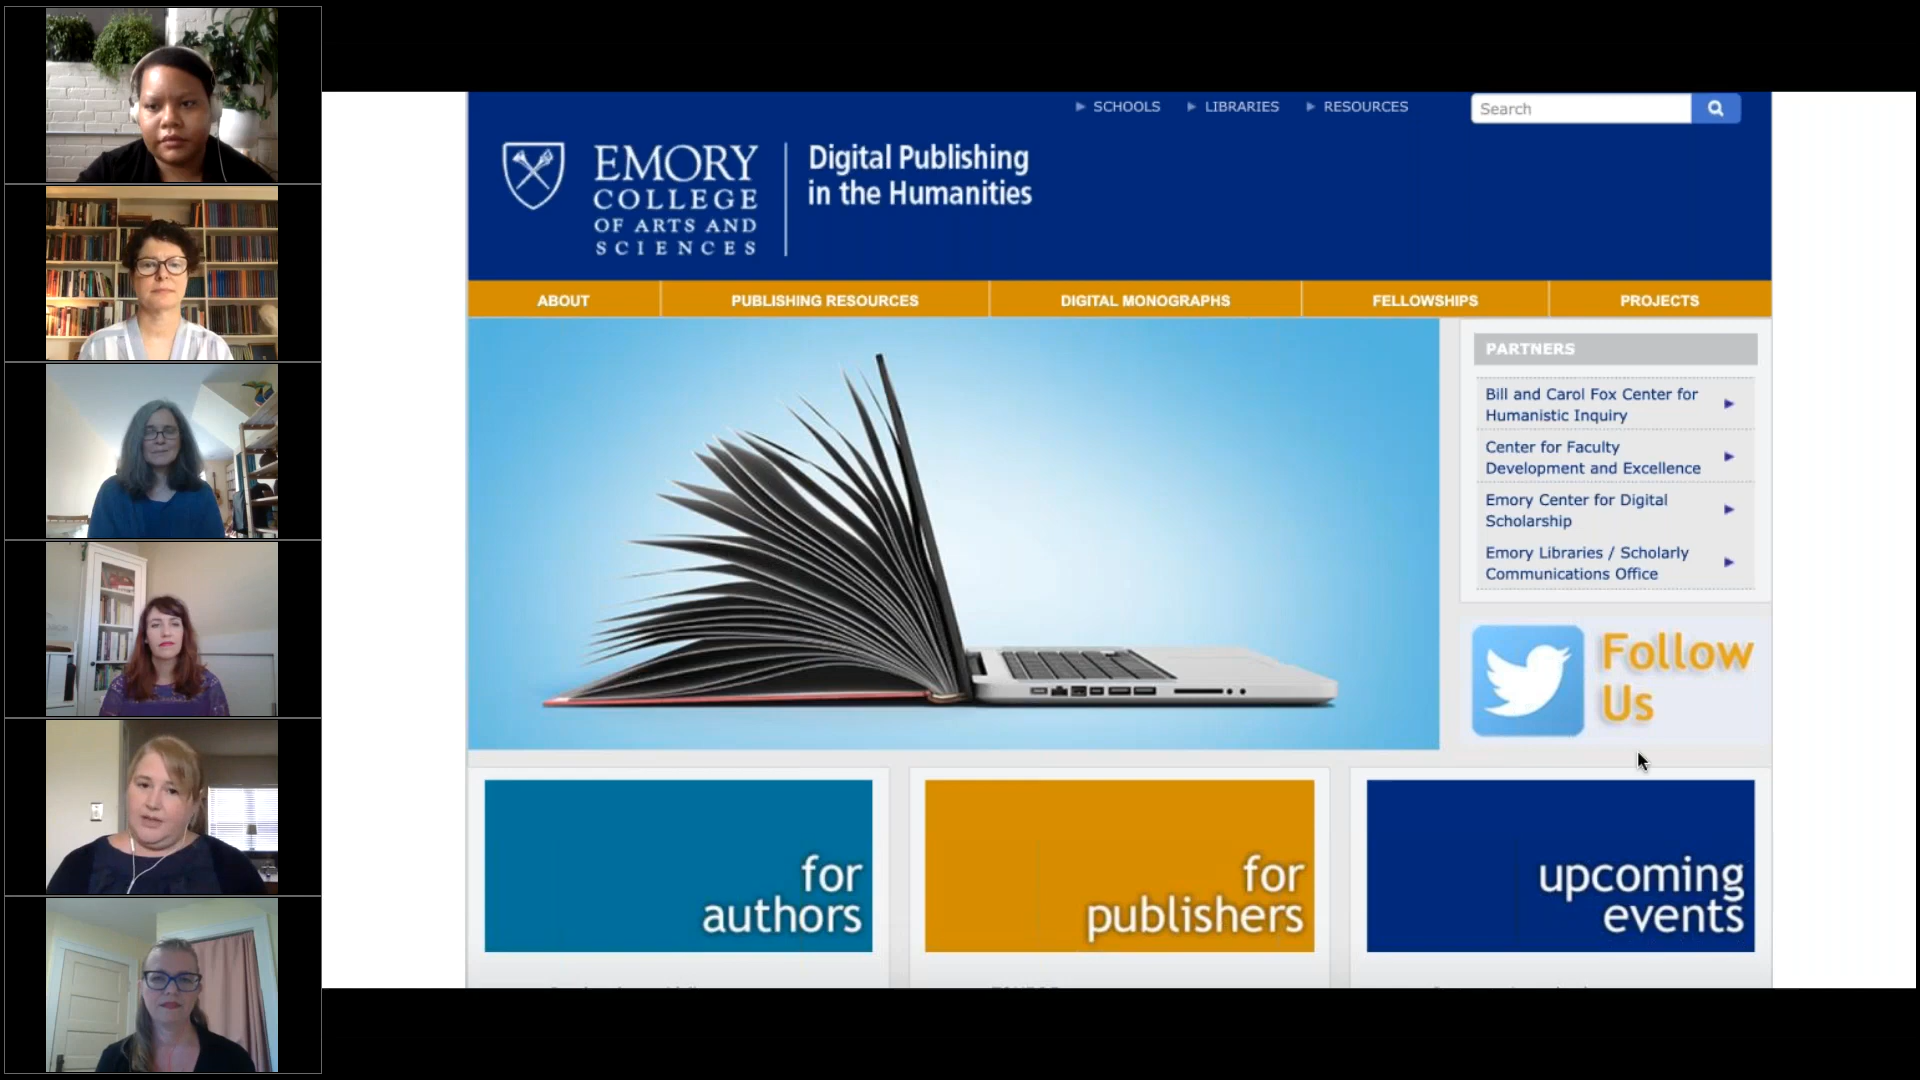 SCHOOLS
LIBRARIES
RESOURCES
Search
EMORY
COLLEGE
OF ARTS AND
SCIENCES
Digital Publishing
in the Humanities
ABOUT
PUBLISHING RESOURCES
DIGITAL MONOGRAPHS
FELLOWSHIPS
PROJECTS
PARTNERS
Bill and Carol Fox Center for
Humanistic Inquiry
Center for Faculty
Development and Excellence
Emory Center for Digital
Scholarship
Emory Libraries / Scholarly
Communications Office
Follow
Us
for
authors
for
publishers
upcoming
events